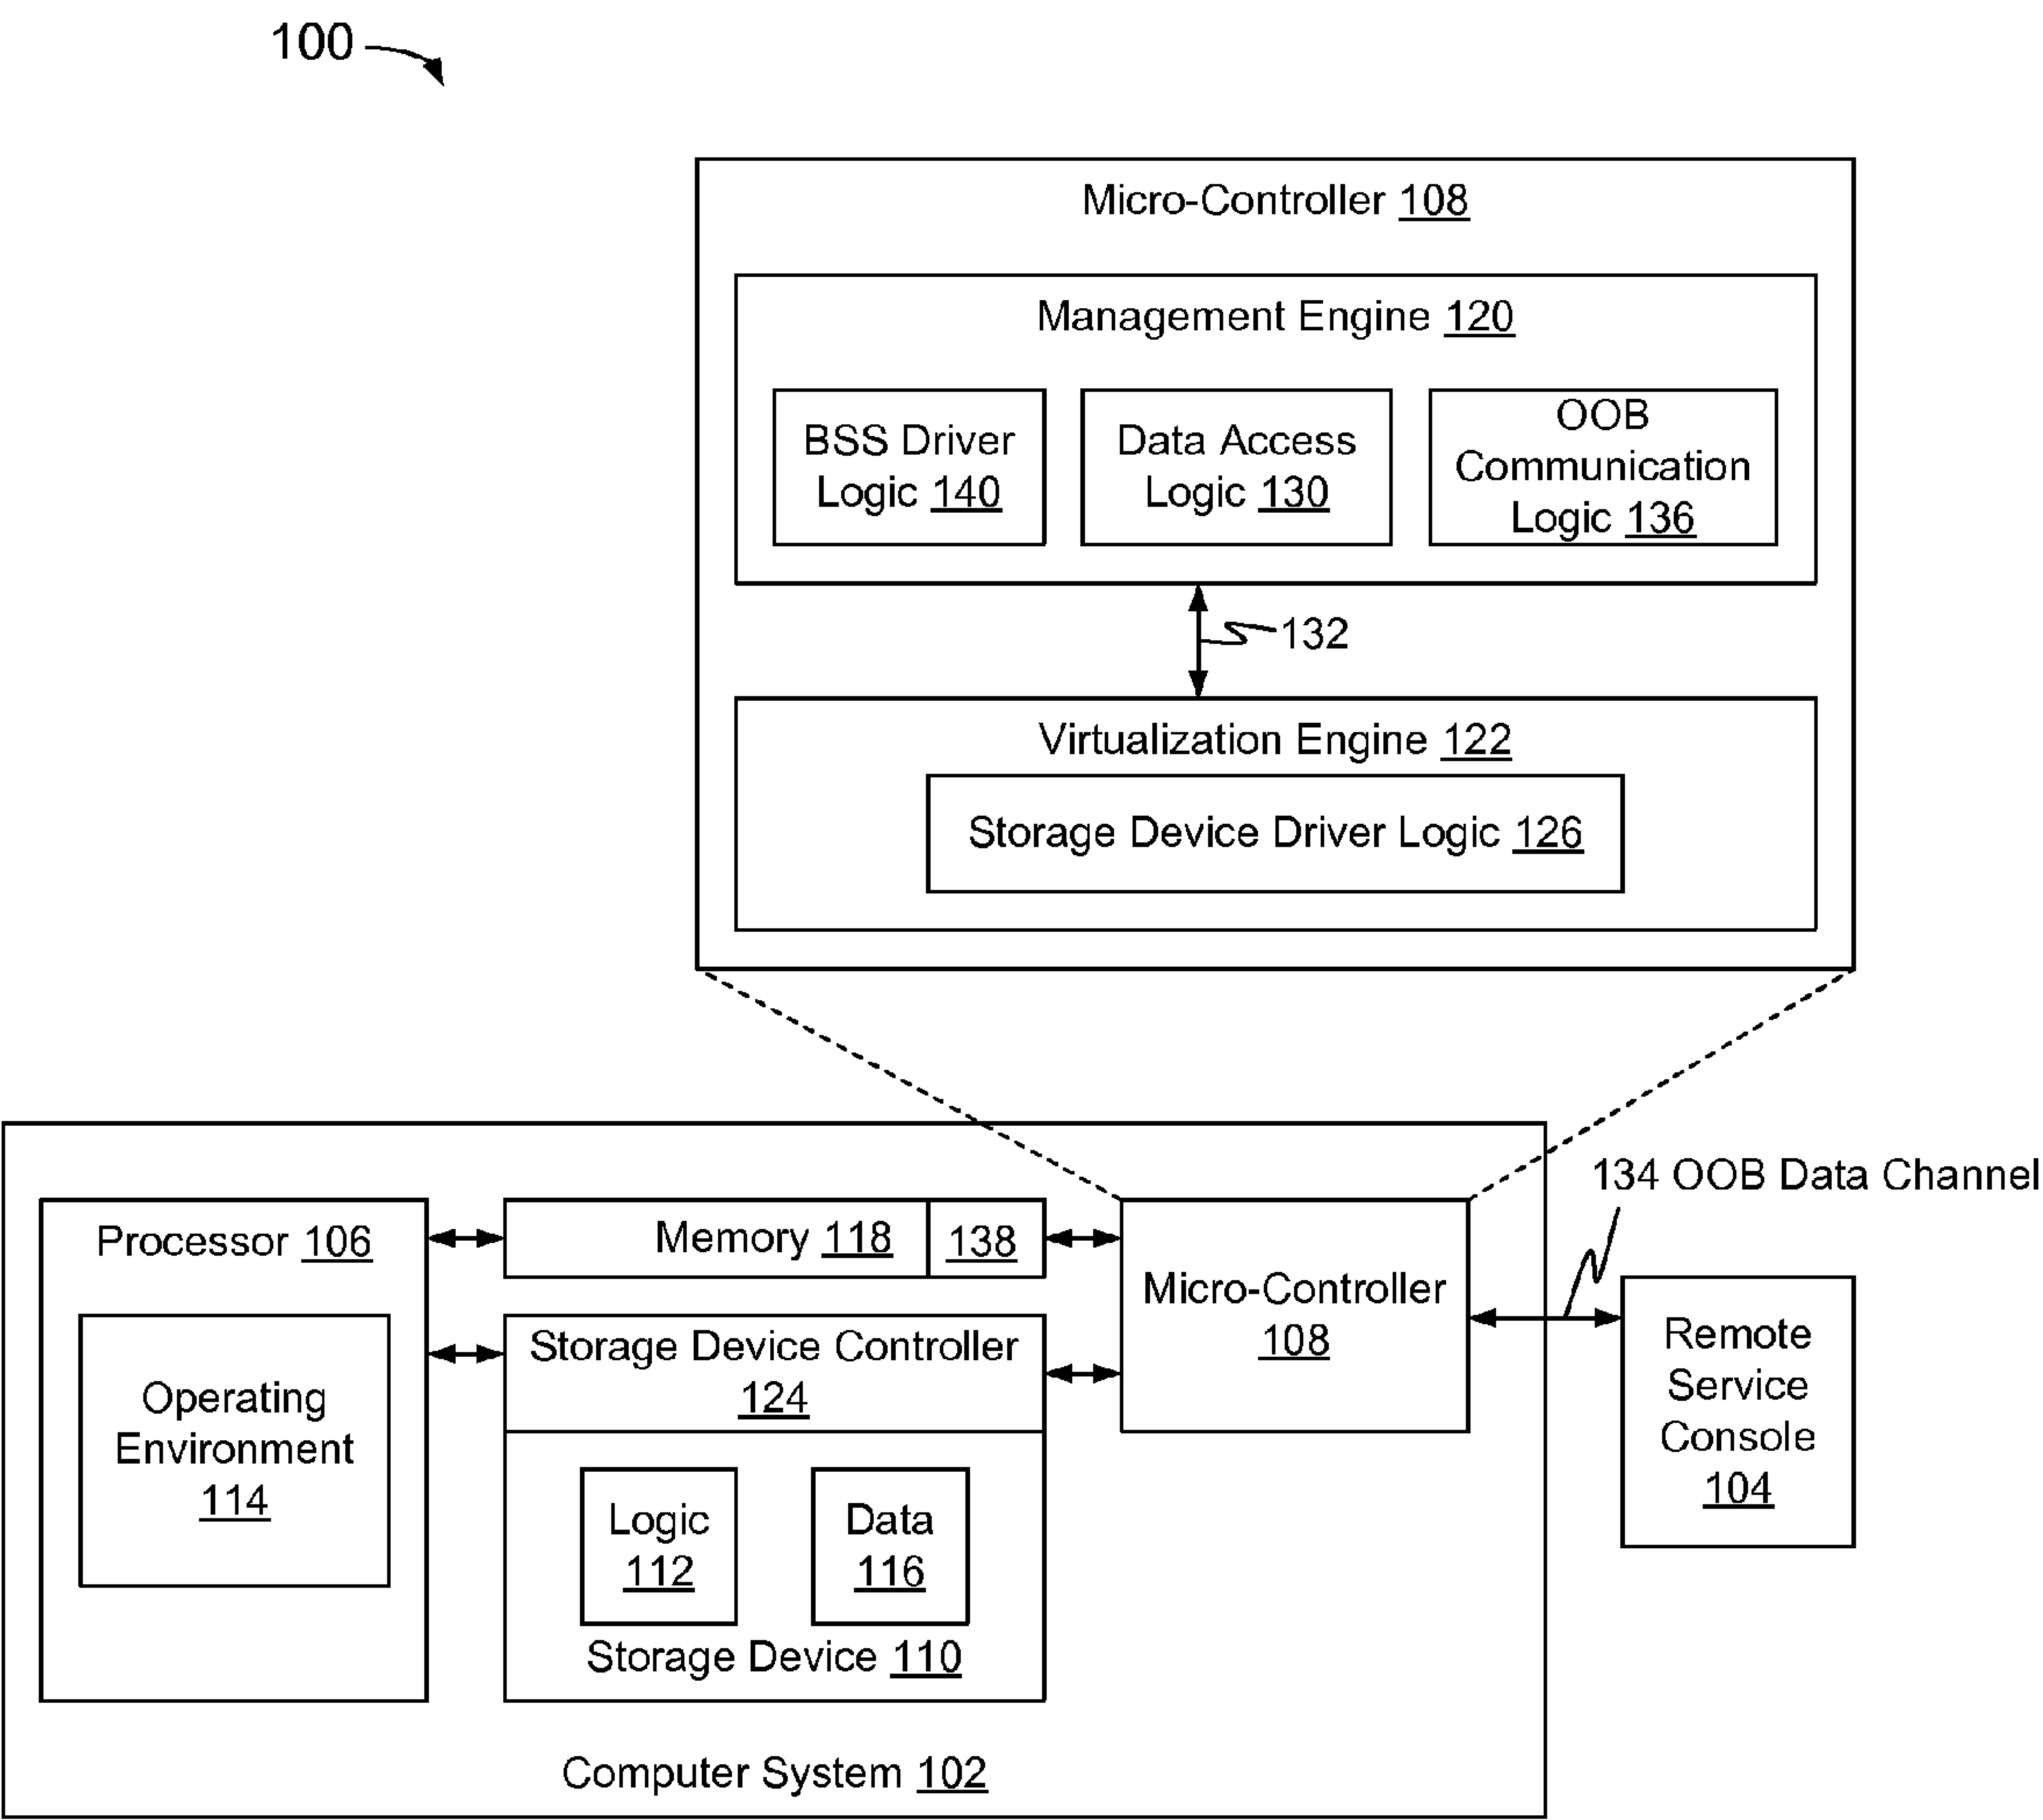 100
Micro-Controller 108
Management Engine 120
BSS Driver
Logic 140
Data Access
Logic 130
OOB
Communication
Logic 136
132
Virtualization Engine 122
Storage Device Driver Logic 126
134 OOB Data Channel
Processor 106
Operating
Environment
114
Memory 118
138
Storage Device Controller
124
Logic
112
Data
116
Storage Device 110
Micro-Controller
108
Remote
Service
Console
104
Computer System 102